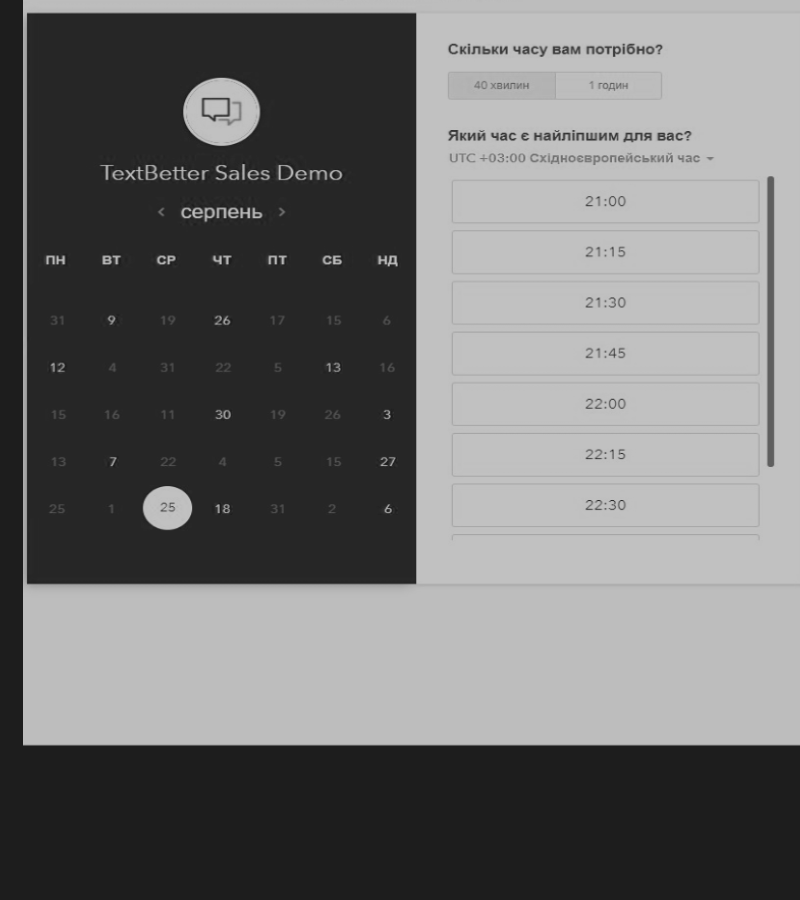 TextBetter Sales Demo
< серпень >
ПН ВТ СР ЧТ ПТ СБ НД
31 9 19 26 17 15 6
12 4 31 22 5 13 16
15 16 11 30 19 26 3
13 7 22 4 5 15 27
25 1 25 18 31 2 6
Скільки часу вам потрібно?
40 хвилин 1 годин
Який час є найліпшим для вас?
UTC +03:00 Східноєвропейський час
21:00
21:15
21:30
21:45
22:00
22:15
22:30